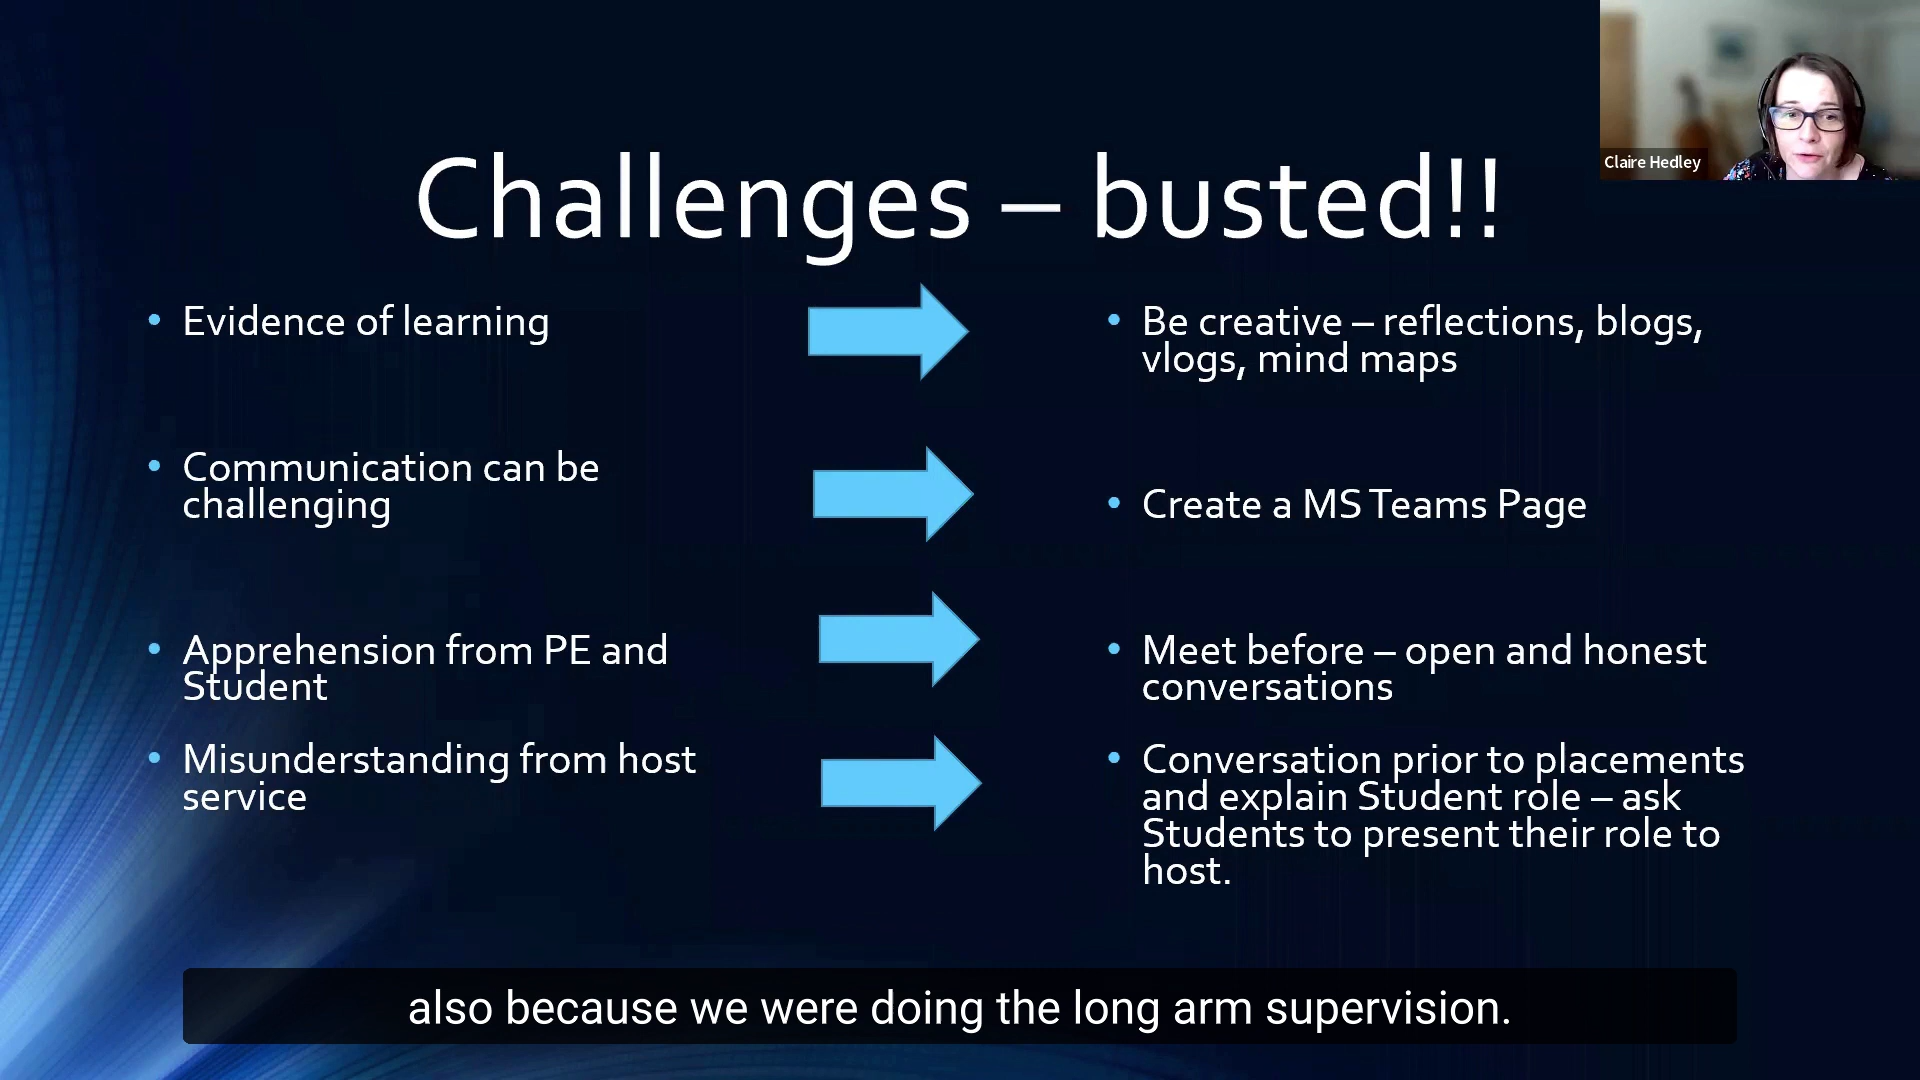 Claire Hedley
Challenges – busted!!
• Evidence of learning
• Be creative – reflections, blogs,
vlogs, mind maps
• Communication can be
challenging
• Create a MS Teams Page
• Apprehension from PE and
Student
• Meet before – open and honest
conversations
• Misunderstanding from host
service
• Conversation prior to placements
and explain Student role – ask
Students to present their role to
host.
also because we were doing the long arm supervision.